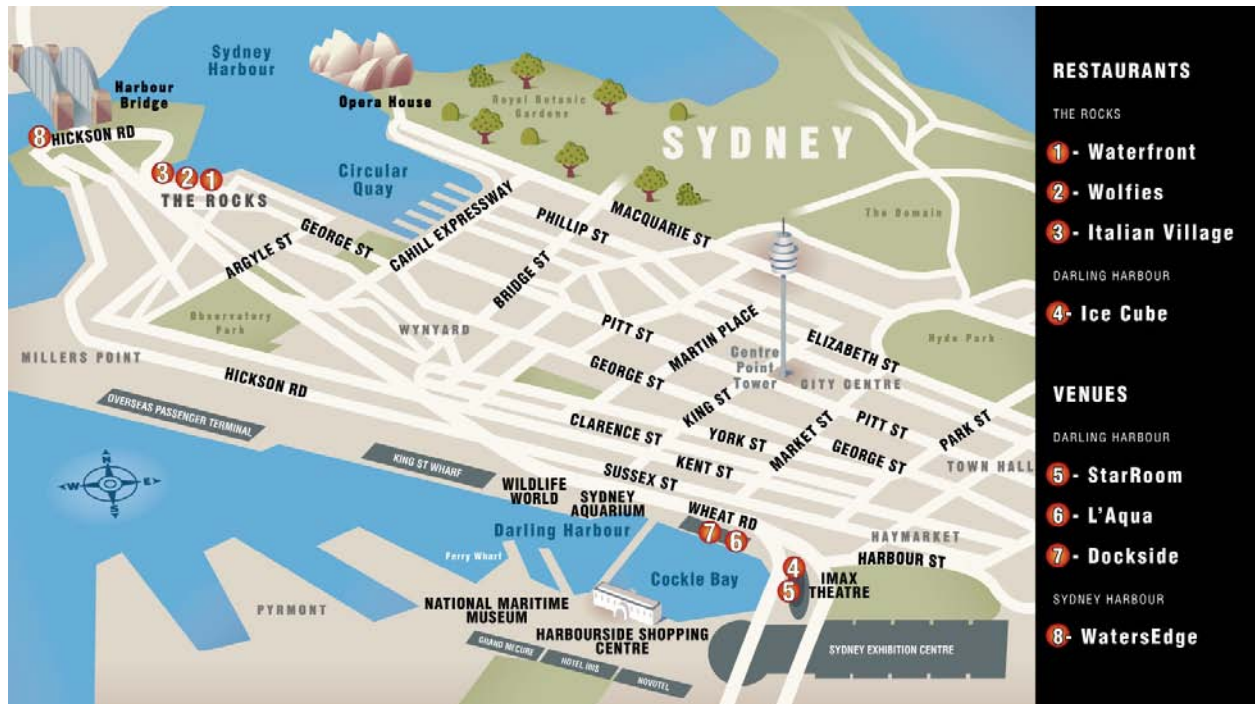 Sydney
Harbour
Harbour
Bridge
Opera House
Royal Botanic
Gardens
SYDNEY
8
HICKSON RD
3
2
1
THE ROCKS
Circular
Quay
CAHILL EXPRESSWAY
MACQUARIE ST
PHILLIP ST
The Domain
ARGYLE ST
GEORGE ST
BRIDGE ST
Observatory
Park
WYNYARD
PITT ST
MARTIN PLACE
ELIZABETH ST
Hyde Park
MILLERS POINT
HICKSON RD
GEORGE ST
Centre
Point
Tower
CITY CENTRE
OVERSEAS PASSENGER TERMINAL
CLARENCE ST
KING ST
YORK ST
MARKET ST
PITT ST
GEORGE ST
PARK ST
TOWN HALL
KING ST WHARF
KENT ST
SUSSEX ST
N
W
E
S
WILDLIFE
WORLD
SYDNEY
AQUARIUM
WHEAT RD
Darling Harbour
7
6
HAYMARKET
HARBOUR ST
Ferry Wharf
Cockle Bay
4
5
IMAX
THEATRE
PYRMONT
NATIONAL MARITIME
MUSEUM
HARBOURSIDE SHOPPING
CENTRE
GRAND MECURE
HOTEL IBIS
NOVOTEL
SYDNEY EXHIBITION CENTRE
RESTAURANTS
THE ROCKS
1 - Waterfront
2 - Wolfies
3 - Italian Village
DARLING HARBOUR
4 - Ice Cube
VENUES
DARLING HARBOUR
5 - StarRoom
6 - L'Aqua
7 - Dockside
SYDNEY HARBOUR
8 - WatersEdge